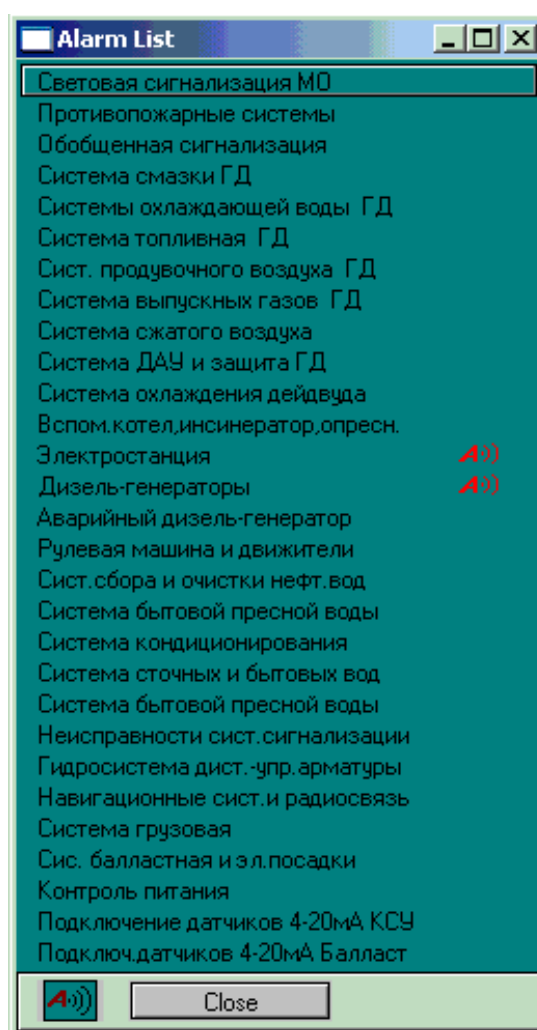 Alarm List
Световая сигнализация МО
Противопожарные системы
Обобщенная сигнализация
Система смазки ГД
Системы охлаждающей воды ГД
Система топливная ГД
Сист. продувочного воздуха ГД
Система выпускных газов ГД
Система сжатого воздуха
Система ДАУ и защита ГД
Система охлаждения дейдвуда
Вспом.котел,инсинератор,опресн.
Электростанция A
Дизель-генераторы A
Аварийный дизель-генератор
Рулевая машина и движители
Сист.сбора и очистки нефт.вод
Система бытовой пресной воды
Система кондиционирования
Система сточных и бытовых вод
Система бытовой пресной воды
Неисправности сист.сигнализации
Гидросистема дист.-упр.арматуры
Навигационные сист.и радиосвязь
Система грузовая
Сис. балластная и эл.посадки
Контроль питания
Подключение датчиков 4-20мА КСУ
Подключ.датчиков 4-20мА Балласт
A Close